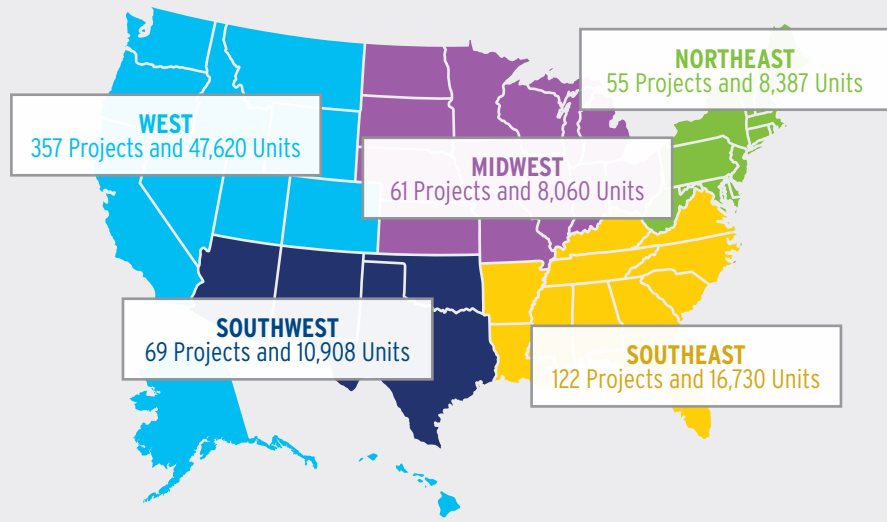 NORTHEAST
55 Projects and 8,387 Units
WEST
357 Projects and 47,620 Units
MIDWEST
61 Projects and 8,060 Units
SOUTHWEST
69 Projects and 10,908 Units
SOUTHEAST
122 Projects and 16,730 Units